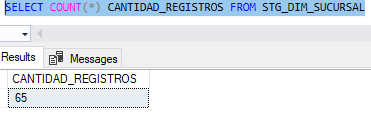 SELECT COUNT(*) CANTIDAD_REGISTROS FROM STG_DIM_SUCURSAL
Results Messages
CANTIDAD_REGISTROS
65